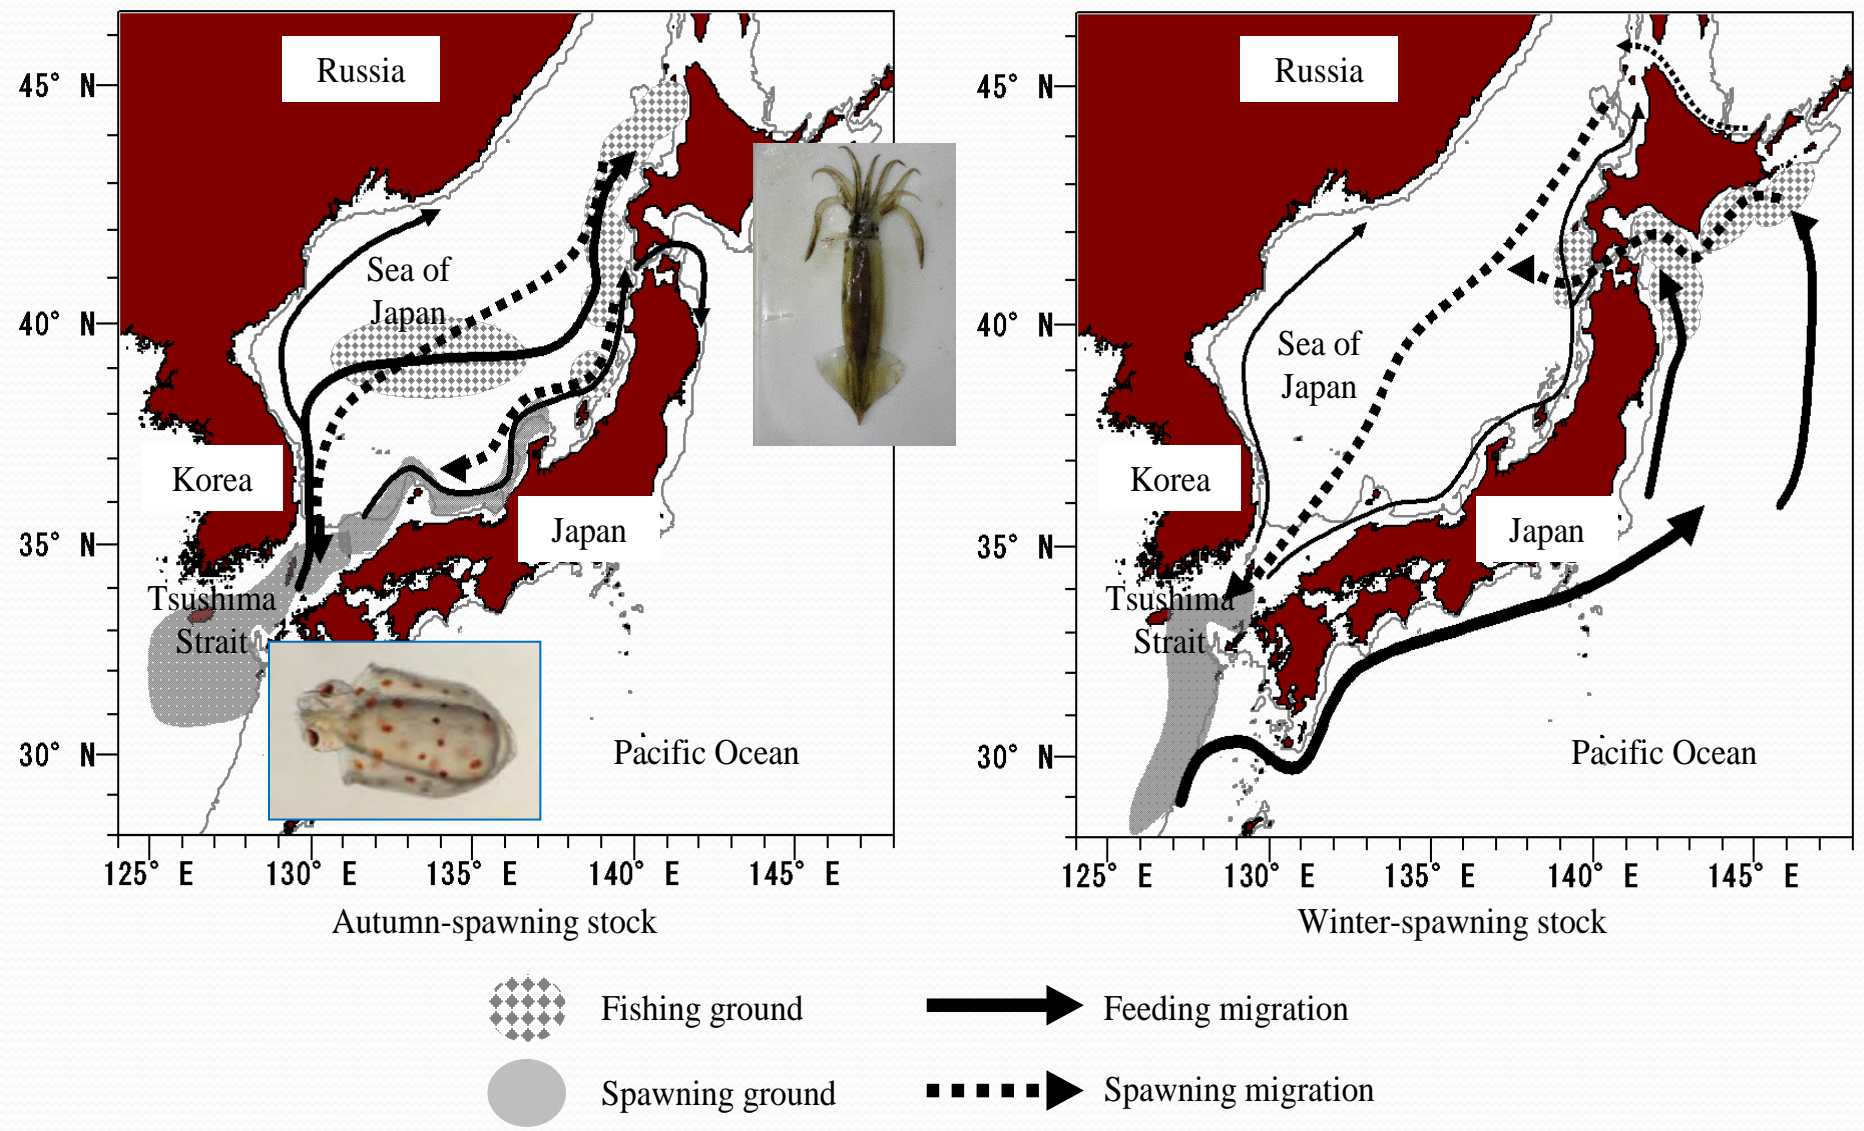 Russia
45° N
Sea of
Japan
40° N
Korea
Japan
35° N
Tsushima
Strait
30° N
Pacific Ocean
125° E
130° E
135° E
140° E
145° E
Autumn-spawning stock
Russia
45° N
40° N
Sea of
Japan
Korea
Japan
35° N
Tsushima
Strait
30° N
Pacific Ocean
125° E
130° E
135° E
140° E
145° E
Winter-spawning stock
Fishing ground
Feeding migration
Spawning ground
Spawning migration